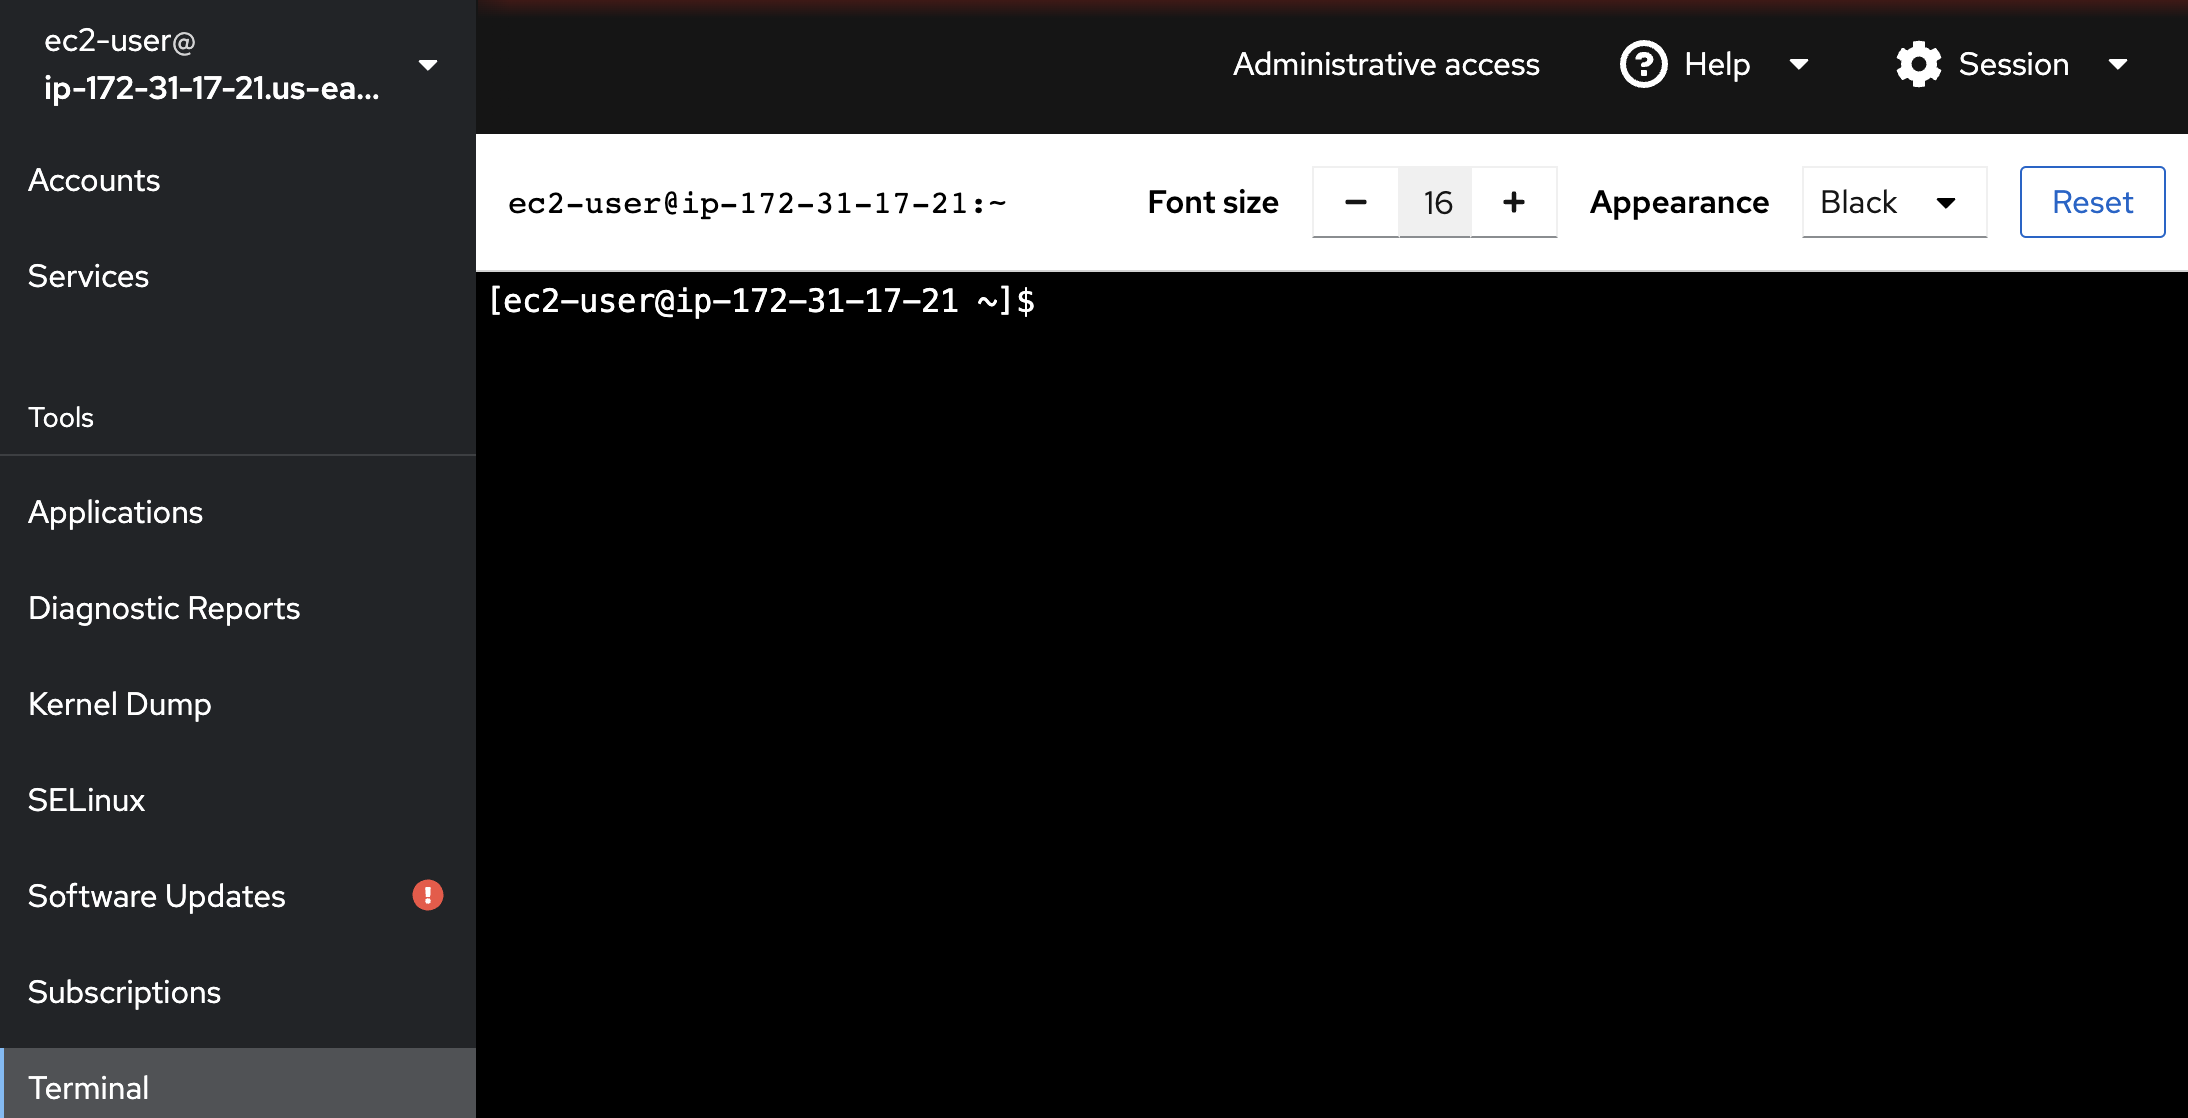 ec2-user@
ip-172-31-17-21.us-ea...
Administrative access
Help
Session
Accounts
Services
Tools
Applications
Diagnostic Reports
Kernel Dump
SELinux
Software Updates
Subscriptions
Terminal
ec2-user@ip-172-31-17-21:~
Font size
16
Appearance
Black
Reset
[ec2-user@ip-172-31-17-21 ~]$